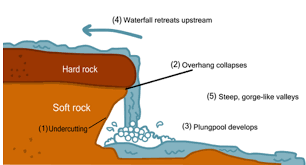 (4) Waterfall retreats upstream
(2) Overhang collapses
Hard rock
(5) Steep, gorge-like valleys
Soft rock
(1) Undercutting
(3) Plungpool develops